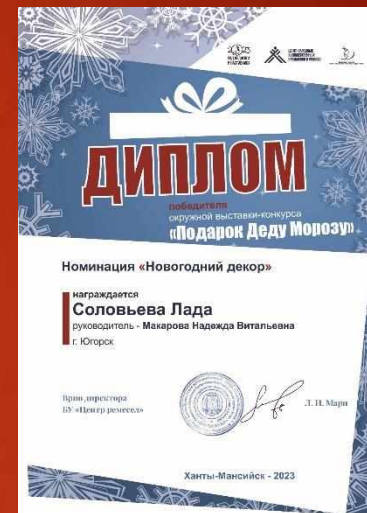 ДИПЛОМ
победителя
окружной выставки-конкурса
«Подарок Деду Морозу»
Номинация «Новогодний декор»
награждается
Соловьева Лада
руководитель - Макарова Надежда Витальевна
г. Югорск
Врио директора
БУ «Центр ремесел»
Л. И. Мари
Ханты-Мансийск - 2023